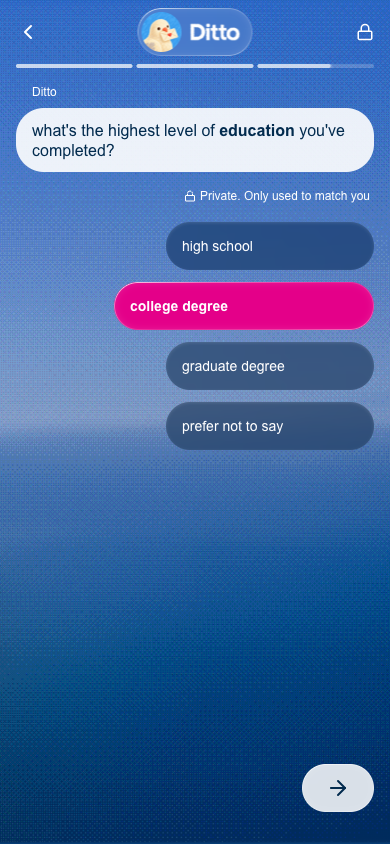 Ditto
Ditto
what's the highest level of education you've
completed?
Private. Only used to match you
high school
college degree
graduate degree
prefer not to say